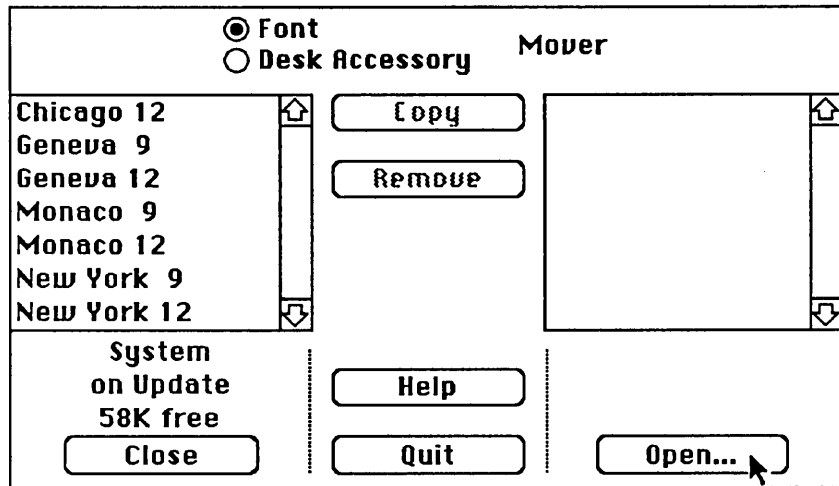 Font
Desk Accessory
Mover
Chicago 12
Geneva 9
Geneva 12
Monaco 9
Monaco 12
New York 9
New York 12
Copy
Remove
System
on Update
58K free
Close
Help
Quit
Open...